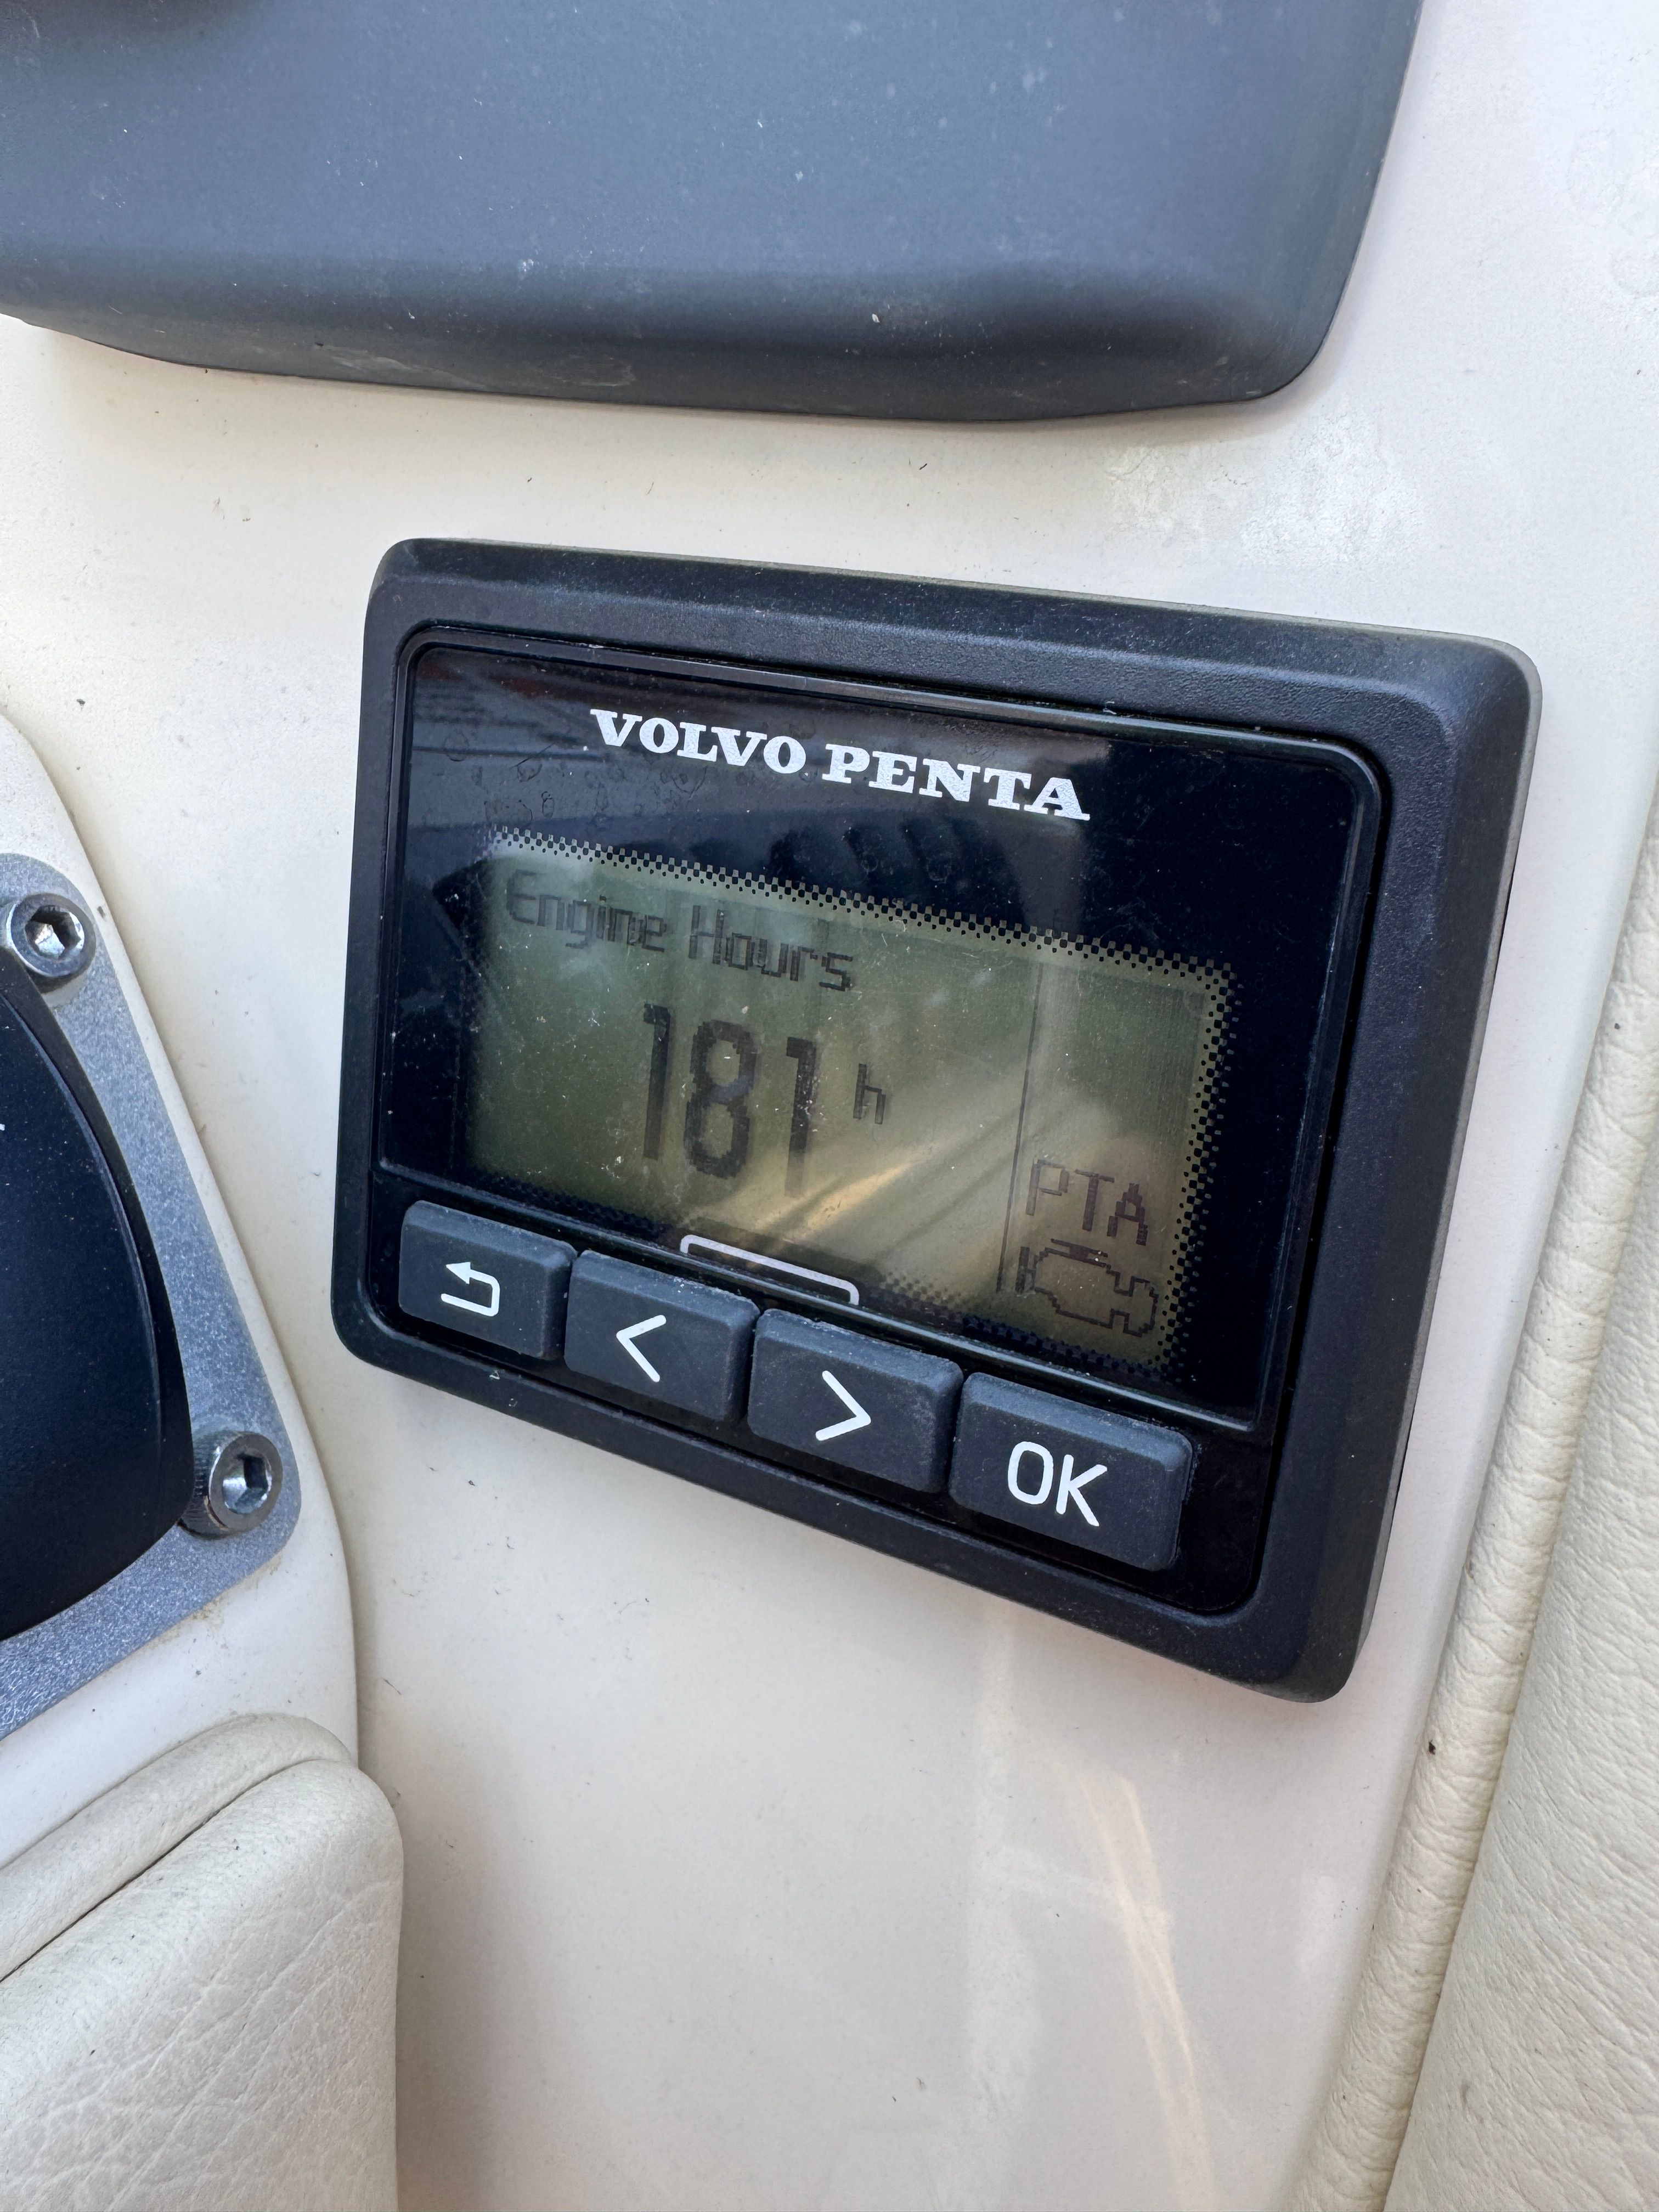 VOLVO PENTA
Engine Hours
181 h
PTA
< > OK